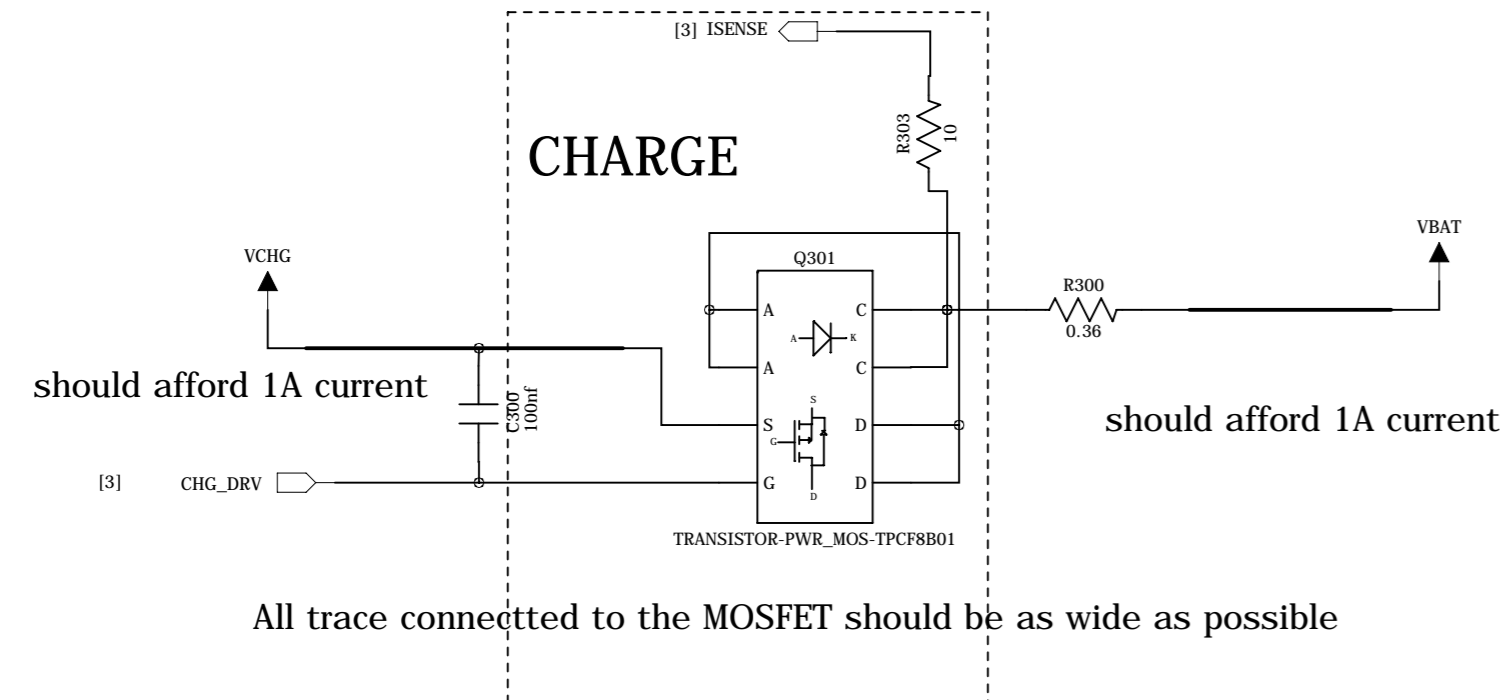 [3] ISENSE
R303
10
CHARGE
VCHG
VBAT
Q301
R300
0.36
A
C
A
K
A
C
should afford 1A current
C300
100nf
S
S
D
G
should afford 1A current
[3] CHG_DRV
G
D
D
TRANSISTOR-PWR_MOS-TPCF8B01
All trace connectted to the MOSFET should be as wide as possible